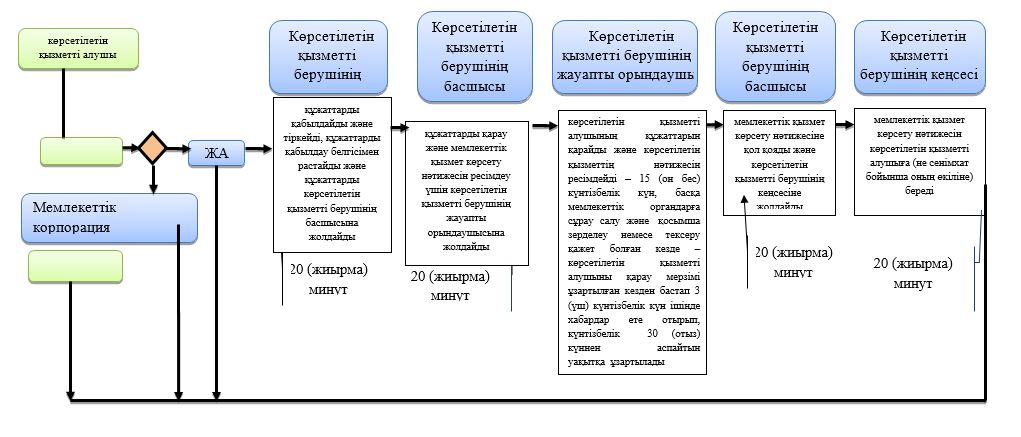 көрсетілетін
қызметті алушы
ЖА
Мемлекеттік
корпорация
Көрсетілетін
қызметті
берушінің
құжаттарды
қабылдайды және
тіркейді, құжаттарды
қабылдау белгісімен
растайды және
құжаттарды
көрсетілетін
қызметті берушінің
басшысына
жолдайды
20 (жиырма)
минут
Көрсетілетін
қызметті
берушінің
басшысы
құжаттарды қарау
және мемлекеттік
қызмет көрсету
нәтижесін ресімдеу
үшін көрсетілетін
қызметті берушінің
жауапты
орындаушысына
жолдайды
20 (жиырма)
минут
Көрсетілетін
қызметті берушінің
жауапты орындаушь
көрсетілетін қызметті
алушының құжаттарын
қарайды және көрсетілетін
қызметтің нәтижесін
ресімдейді – 15 (он бес)
күнтізбелік күн, басқа
мемлекеттік органдарға
сұрау салу және қосымша
зерделеу немесе тексеру
қажет болған кезде –
көрсетілетін қызметті
алушыны қарау мерзімі
ұзартылған кезден бастап 3
(үш) күнтізбелік күн ішінде
хабардар ете отырып,
күнтізбелік 30 (отыз)
күннен аспайтын
уақытқа ұзартылады
Көрсетілетін
қызметті
берушінің
басшысы
мемлекеттік қызмет
көрсету нәтижесіне
қол қояды және
көрсетілетін
қызметті берушінің
кеңсесіне
жолдайды
20 (жиырма)
минут
Көрсетілетін
қызметті
берушінің кеңсесі
мемлекеттік қызмет
көрсету нәтижесін
көрсетілетін қызметті
алушыға (не сенімхат
бойынша оның өкіліне)
береді
20 (жиырма)
минут